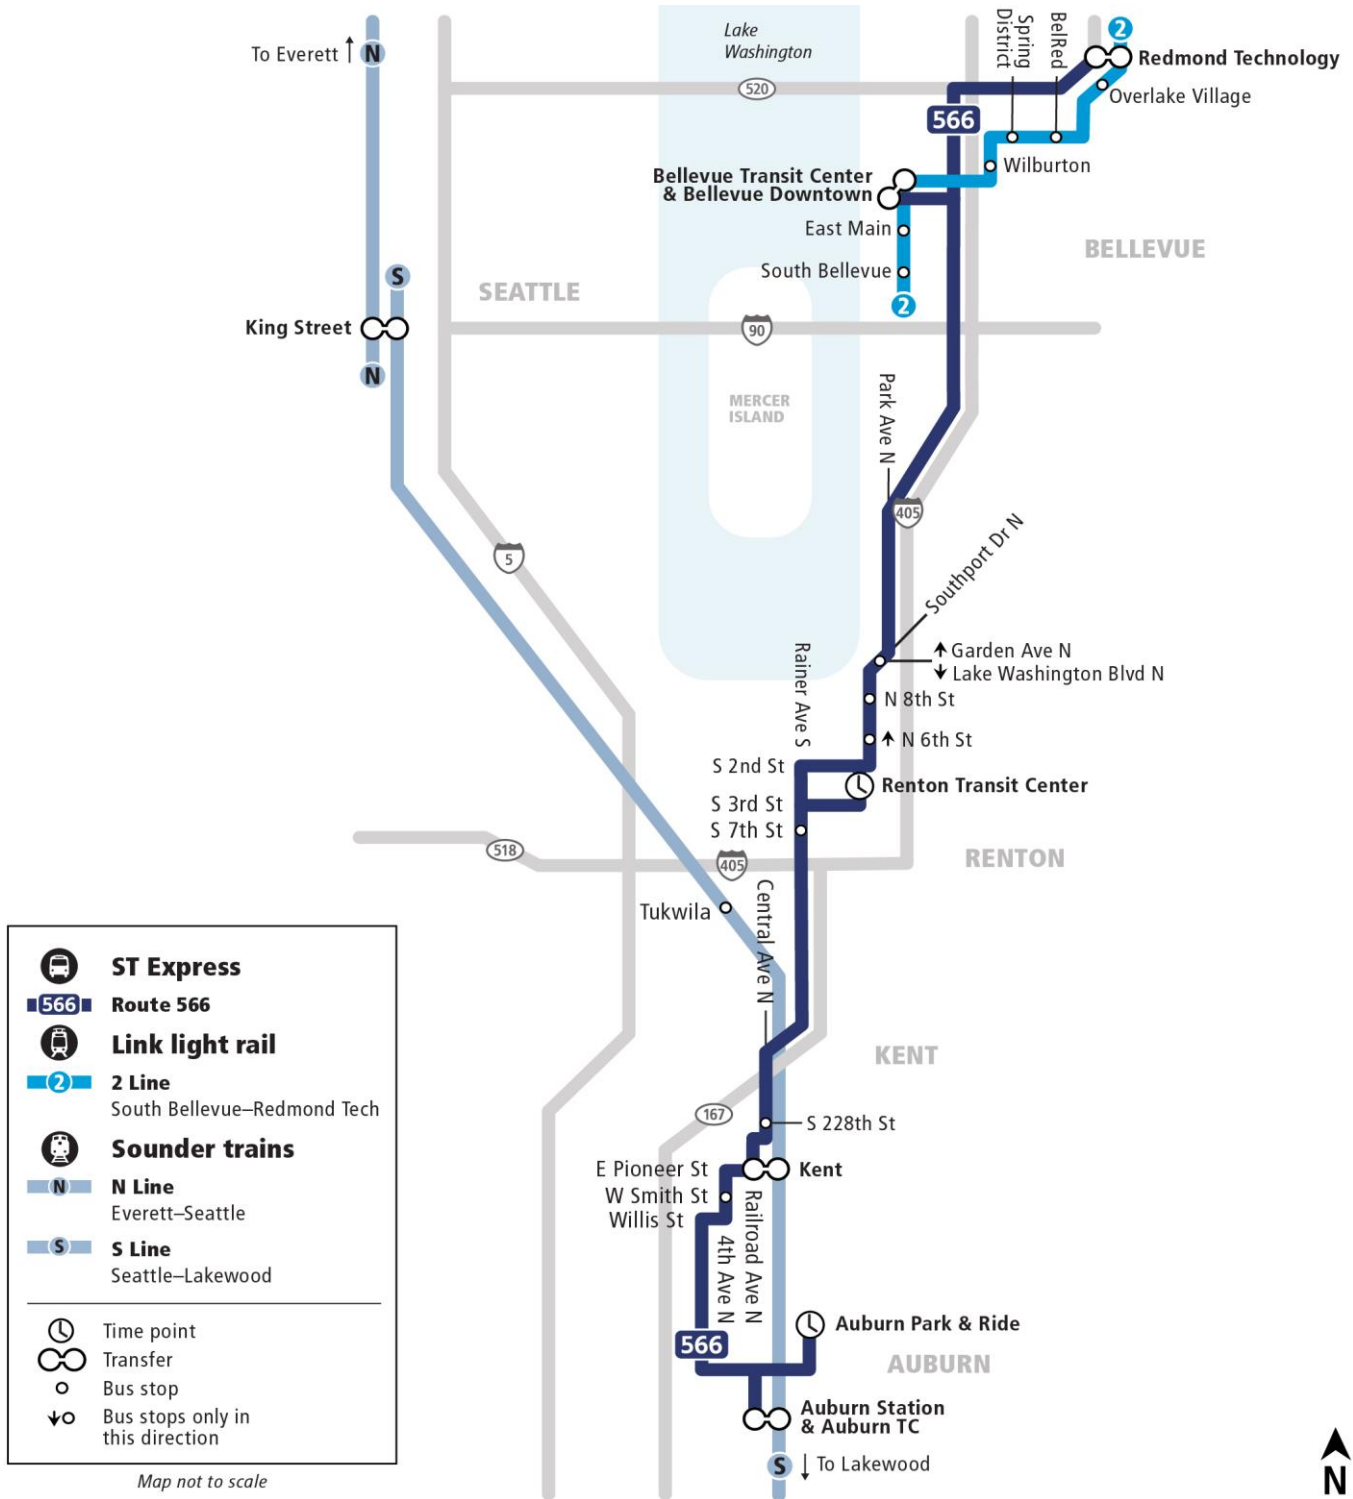 To Everett
N
Lake
Washington
Spring
District
BelRed
2
Redmond Technology
Overlake Village
520
566
Wilburton
Bellevue Transit Center
& Bellevue Downtown
East Main
South Bellevue
2
BELLEVUE
SEATTLE
S
King Street
N
90
MERCER
ISLAND
Park Ave N
405
5
Southport Dr N
Garden Ave N
Lake Washington Blvd N
Rainer Ave S
N 8th St
N 6th St
S 2nd St
Renton Transit Center
S 3rd St
S 7th St
518
405
RENTON
Tukwila
Central Ave N
KENT
167
S 228th St
E Pioneer St
Kent
W Smith St
Willis St
Railroad Ave N
4th Ave N
566
Auburn Park & Ride
AUBURN
Auburn Station
& Auburn TC
S
To Lakewood
ST Express
566
Route 566
Link light rail
2
2 Line
South Bellevue–Redmond Tech
Sounder trains
N
N Line
Everett–Seattle
S
S Line
Seattle–Lakewood
Time point
Transfer
Bus stop
Bus stops only in
this direction
Map not to scale
N